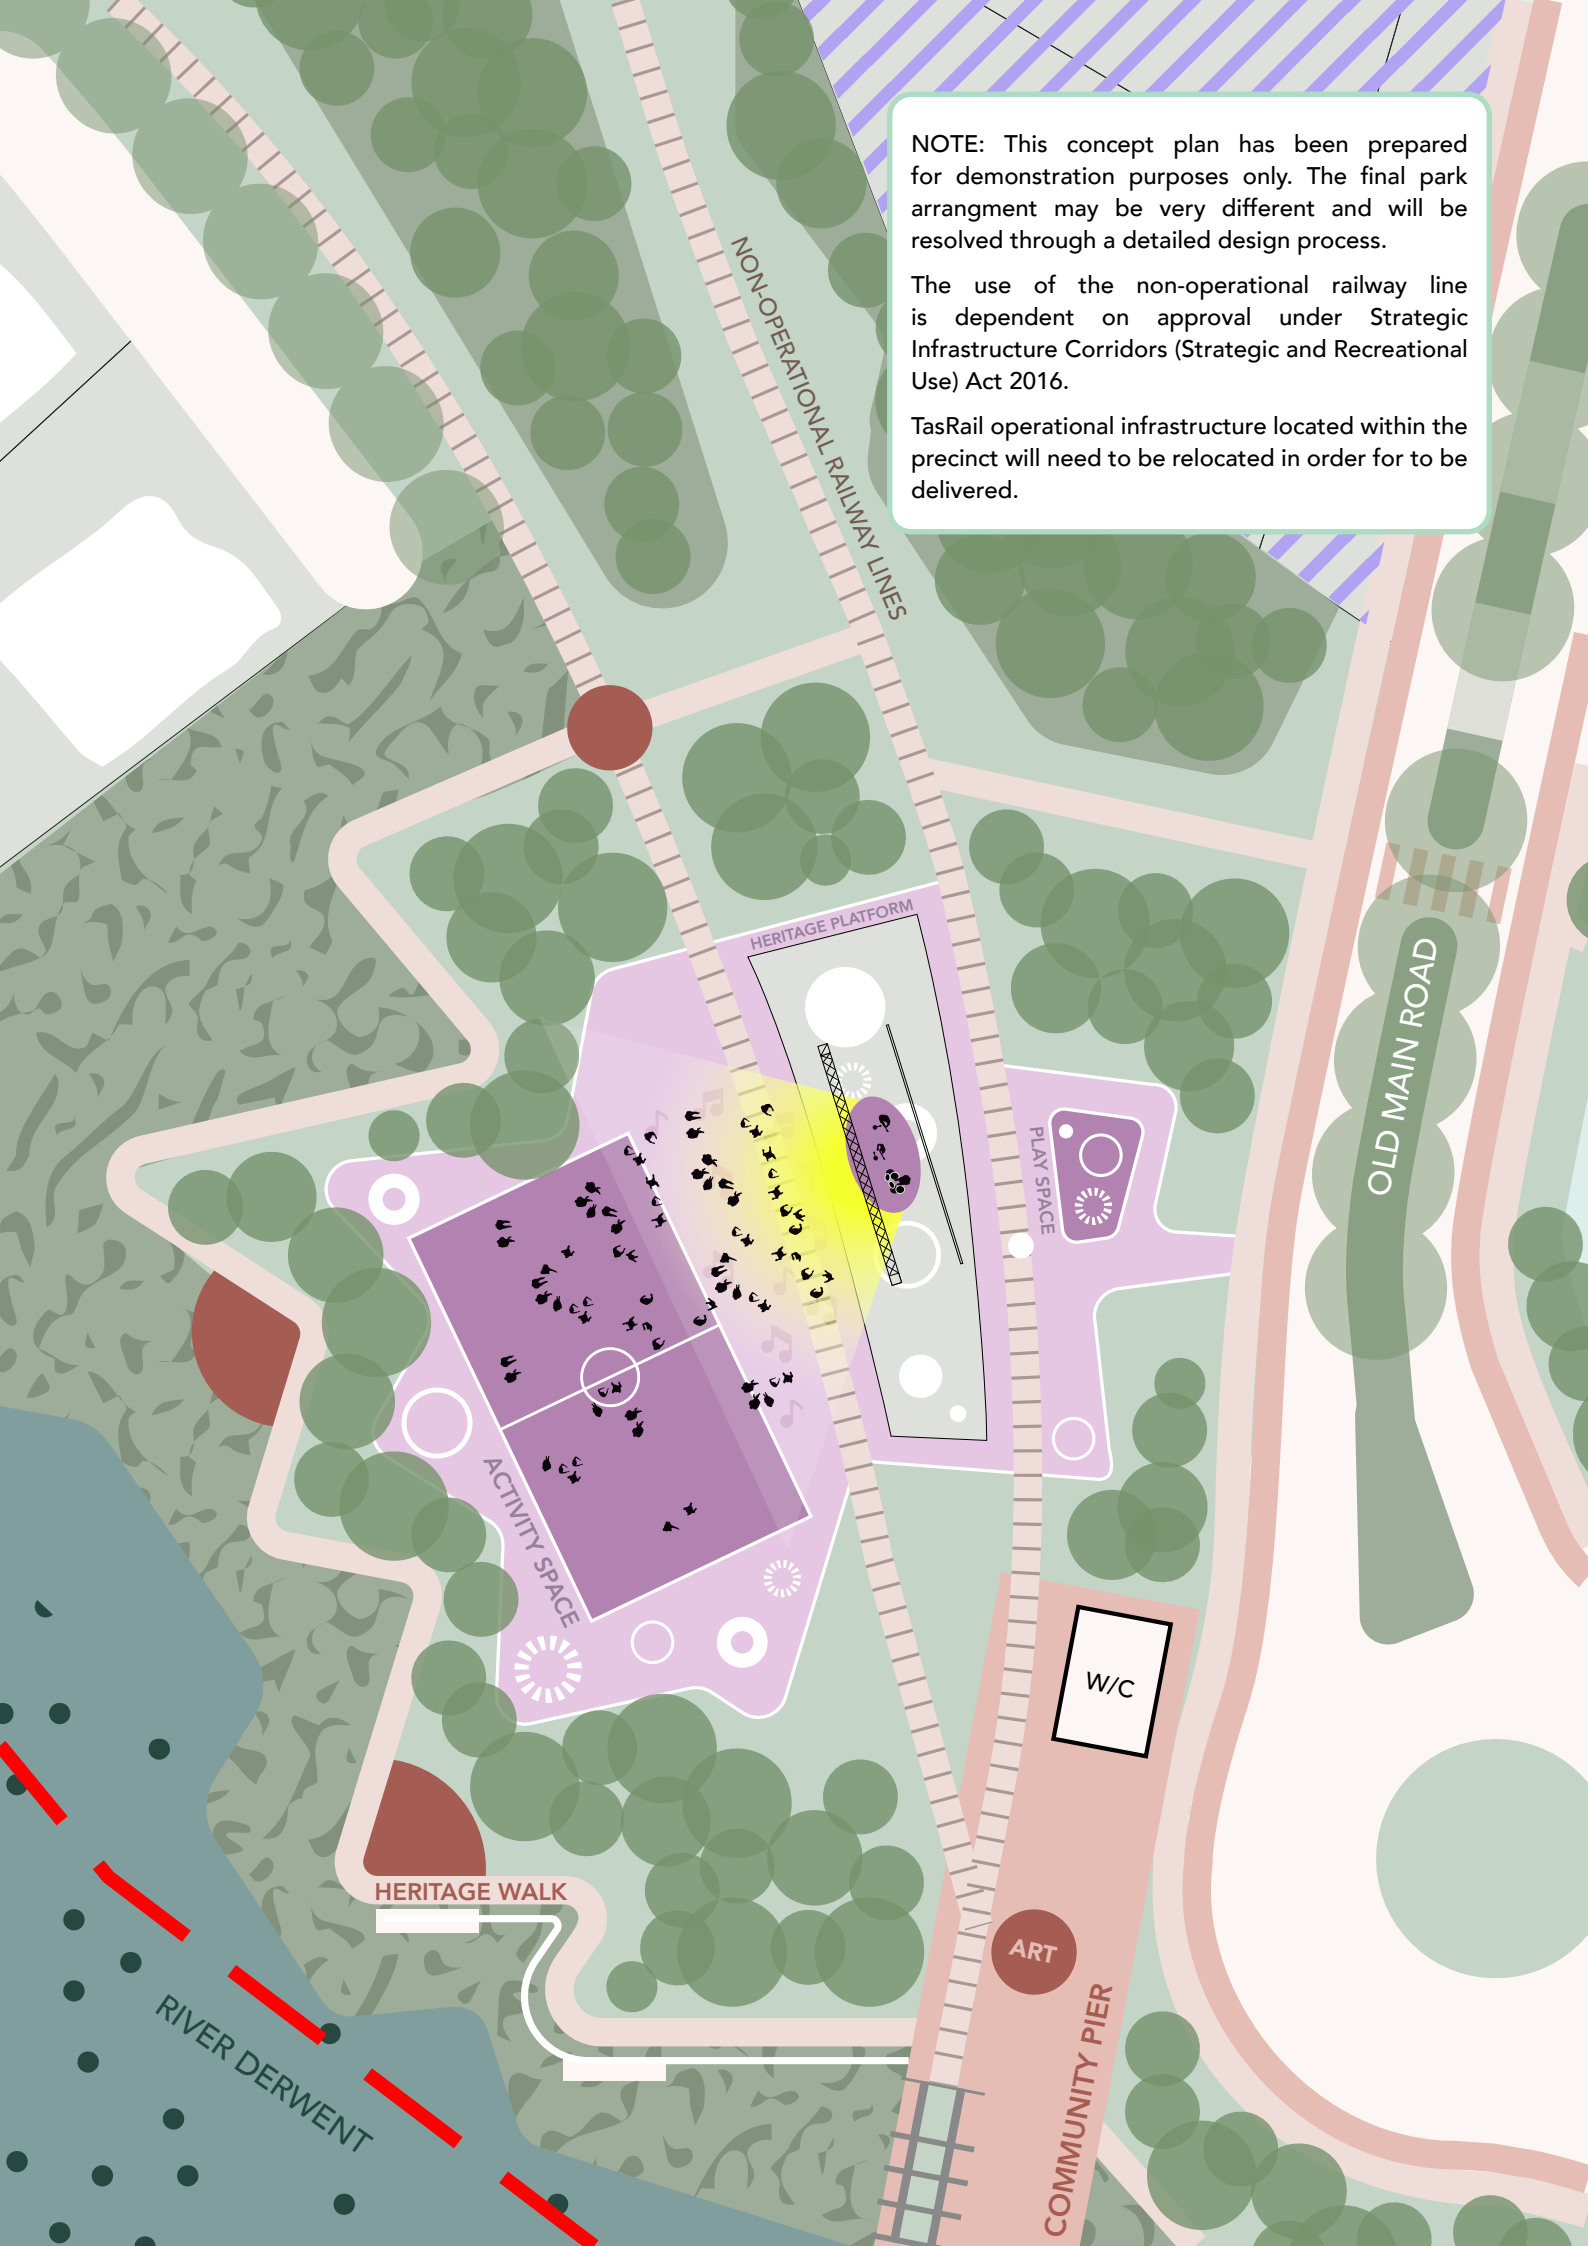 NOTE: This concept plan has been prepared
for demonstration purposes only. The final park
arrangment may be very different and will be
resolved through a detailed design process.
The use of the non-operational railway line
is dependent on approval under Strategic
Infrastructure Corridors (Strategic and Recreational
Use) Act 2016.
TasRail operational infrastructure located within the
precinct will need to be relocated in order for to be
delivered.
NON-OPERATIONAL RAILWAY LINES
HERITAGE PLATFORM
OLD MAIN ROAD
PLAY SPACE
ACTIVITY SPACE
W/C
HERITAGE WALK
ART
RIVER DERWENT
COMMUNITY PIER